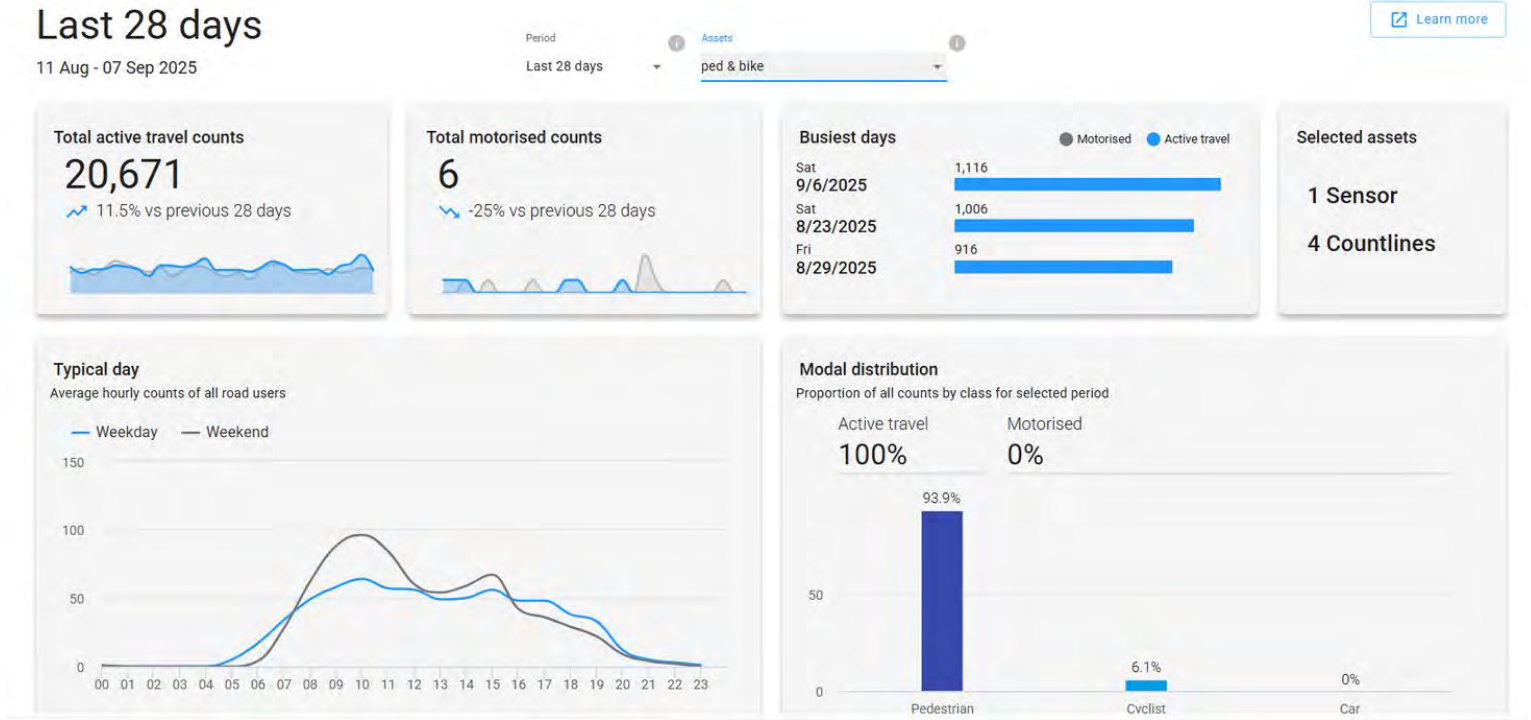 Last 28 days
11 Aug - 07 Sep 2025
Period
Last 28 days
Assets
ped & bike
Learn more
Total active travel counts
20,671
11.5% vs previous 28 days
Total motorised counts
6
-25% vs previous 28 days
Busiest days
Motorised
Active travel
Sat
9/6/2025
1,116
Sat
8/23/2025
1,006
Fri
8/29/2025
916
Selected assets
1 Sensor
4 Countlines
Typical day
Average hourly counts of all road users
Weekday
Weekend
150
100
50
0
00 01 02 03 04 05 06 07 08 09 10 11 12 13 14 15 16 17 18 19 20 21 22 23
Modal distribution
Proportion of all counts by class for selected period
Active travel
100%
Motorised
0%
93.9%
50
6.1%
0%
0
Pedestrian
Cyclist
Car